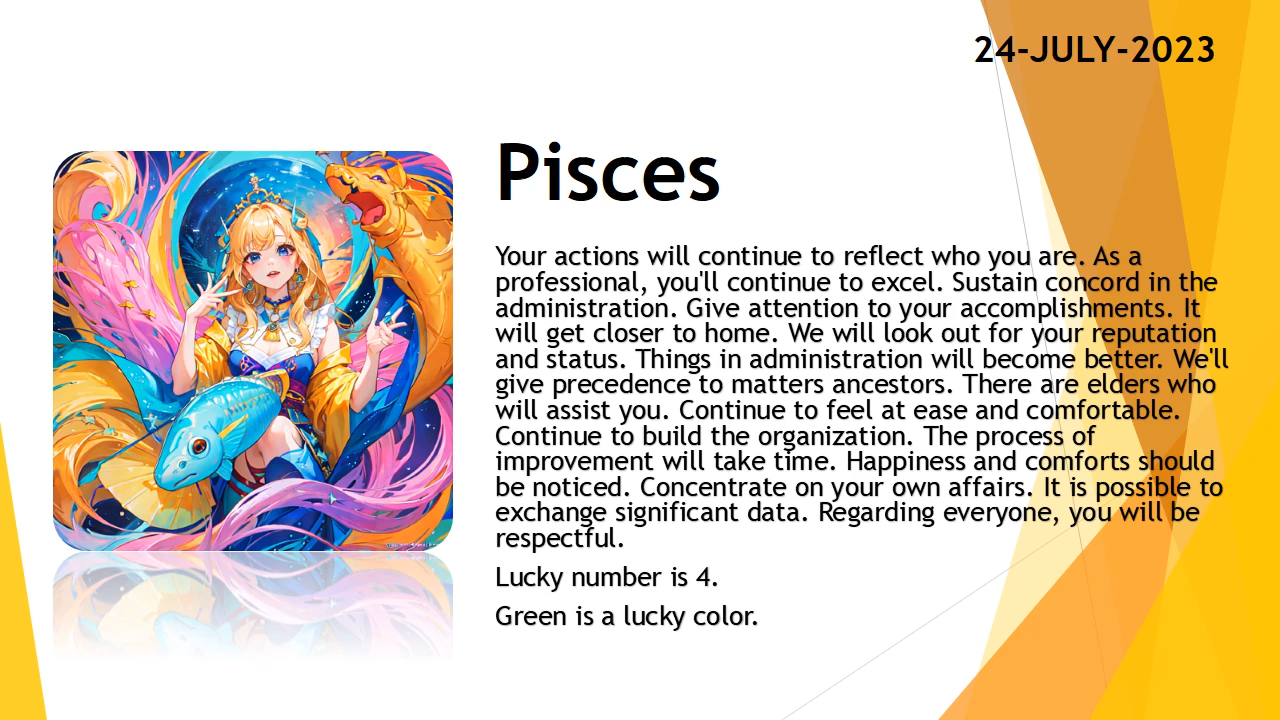 24-JULY-2023
Pisces
Your actions will continue to reflect who you are. As a
professional, you'll continue to excel. Sustain concord in the
administration. Give attention to your accomplishments. It
will get closer to home. We will look out for your reputation
and status. Things in administration will become better. We'll
give precedence to matters ancestors. There are elders who
will assist you. Continue to feel at ease and comfortable.
Continue to build the organization. The process of
improvement will take time. Happiness and comforts should
be noticed. Concentrate on your own affairs. It is possible to
exchange significant data. Regarding everyone, you will be
respectful.
Lucky number is 4.
Green is a lucky color.